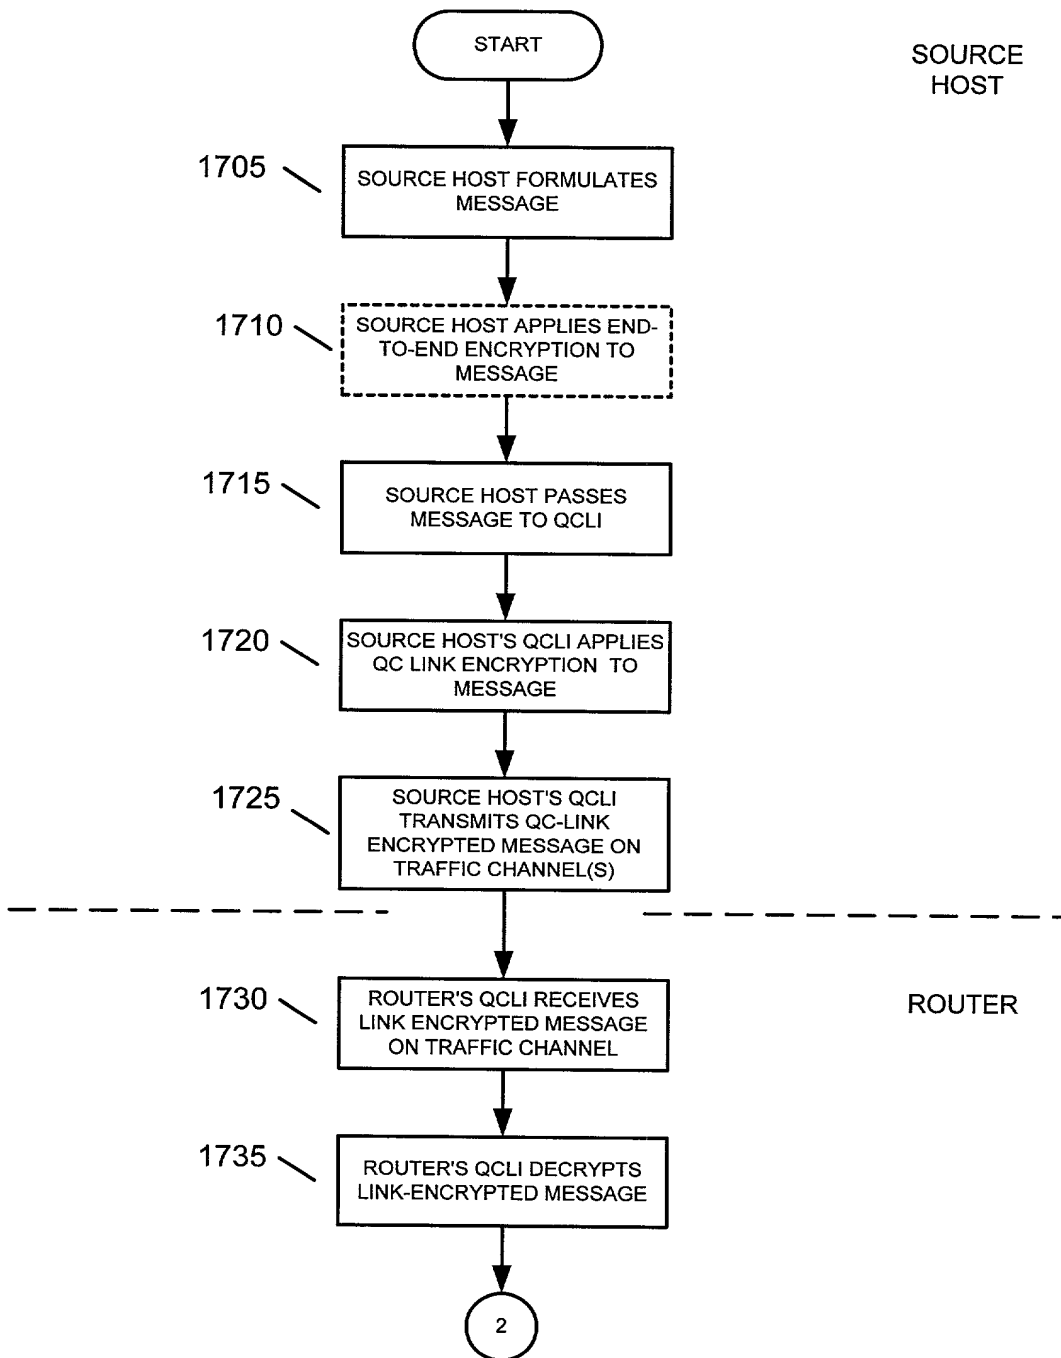 START
SOURCE
HOST
1705
SOURCE HOST FORMULATES
MESSAGE
1710
SOURCE HOST APPLIES END-
TO-END ENCRYPTION TO
MESSAGE
1715
SOURCE HOST PASSES
MESSAGE TO QCLI
1720
SOURCE HOST'S QCLI APPLIES
QC LINK ENCRYPTION TO
MESSAGE
1725
SOURCE HOST'S QCLI
TRANSMITS QC-LINK
ENCRYPTED MESSAGE ON
TRAFFIC CHANNEL(S)
1730
ROUTER'S QCLI RECEIVES
LINK ENCRYPTED MESSAGE
ON TRAFFIC CHANNEL
ROUTER
1735
ROUTER'S QCLI DECRYPTS
LINK-ENCRYPTED MESSAGE
2